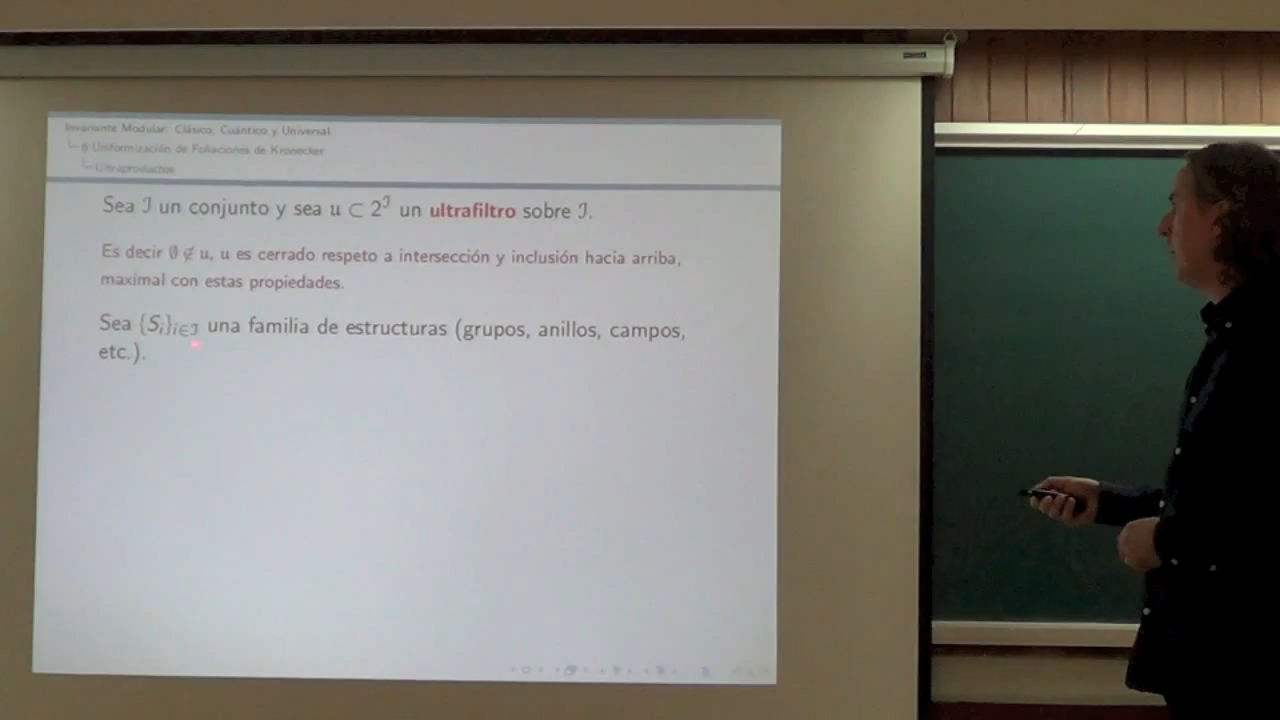 Invariante Modular: Clásico, Cuántico y Universal
6 Uniformización de Foliaciones de Kronecker
Ultraproductos
Sea ℐ un conjunto y sea 𝔲 ⊂ 2^ℐ un ultrafiltro sobre ℐ.
Es decir ∅ ∉ 𝔲, 𝔲 es cerrado respeto a intersección y inclusión hacia arriba,
maximal con estas propiedades.
Sea {S_i}_{i∈ℐ} una familia de estructuras (grupos, anillos, campos,
etc.).